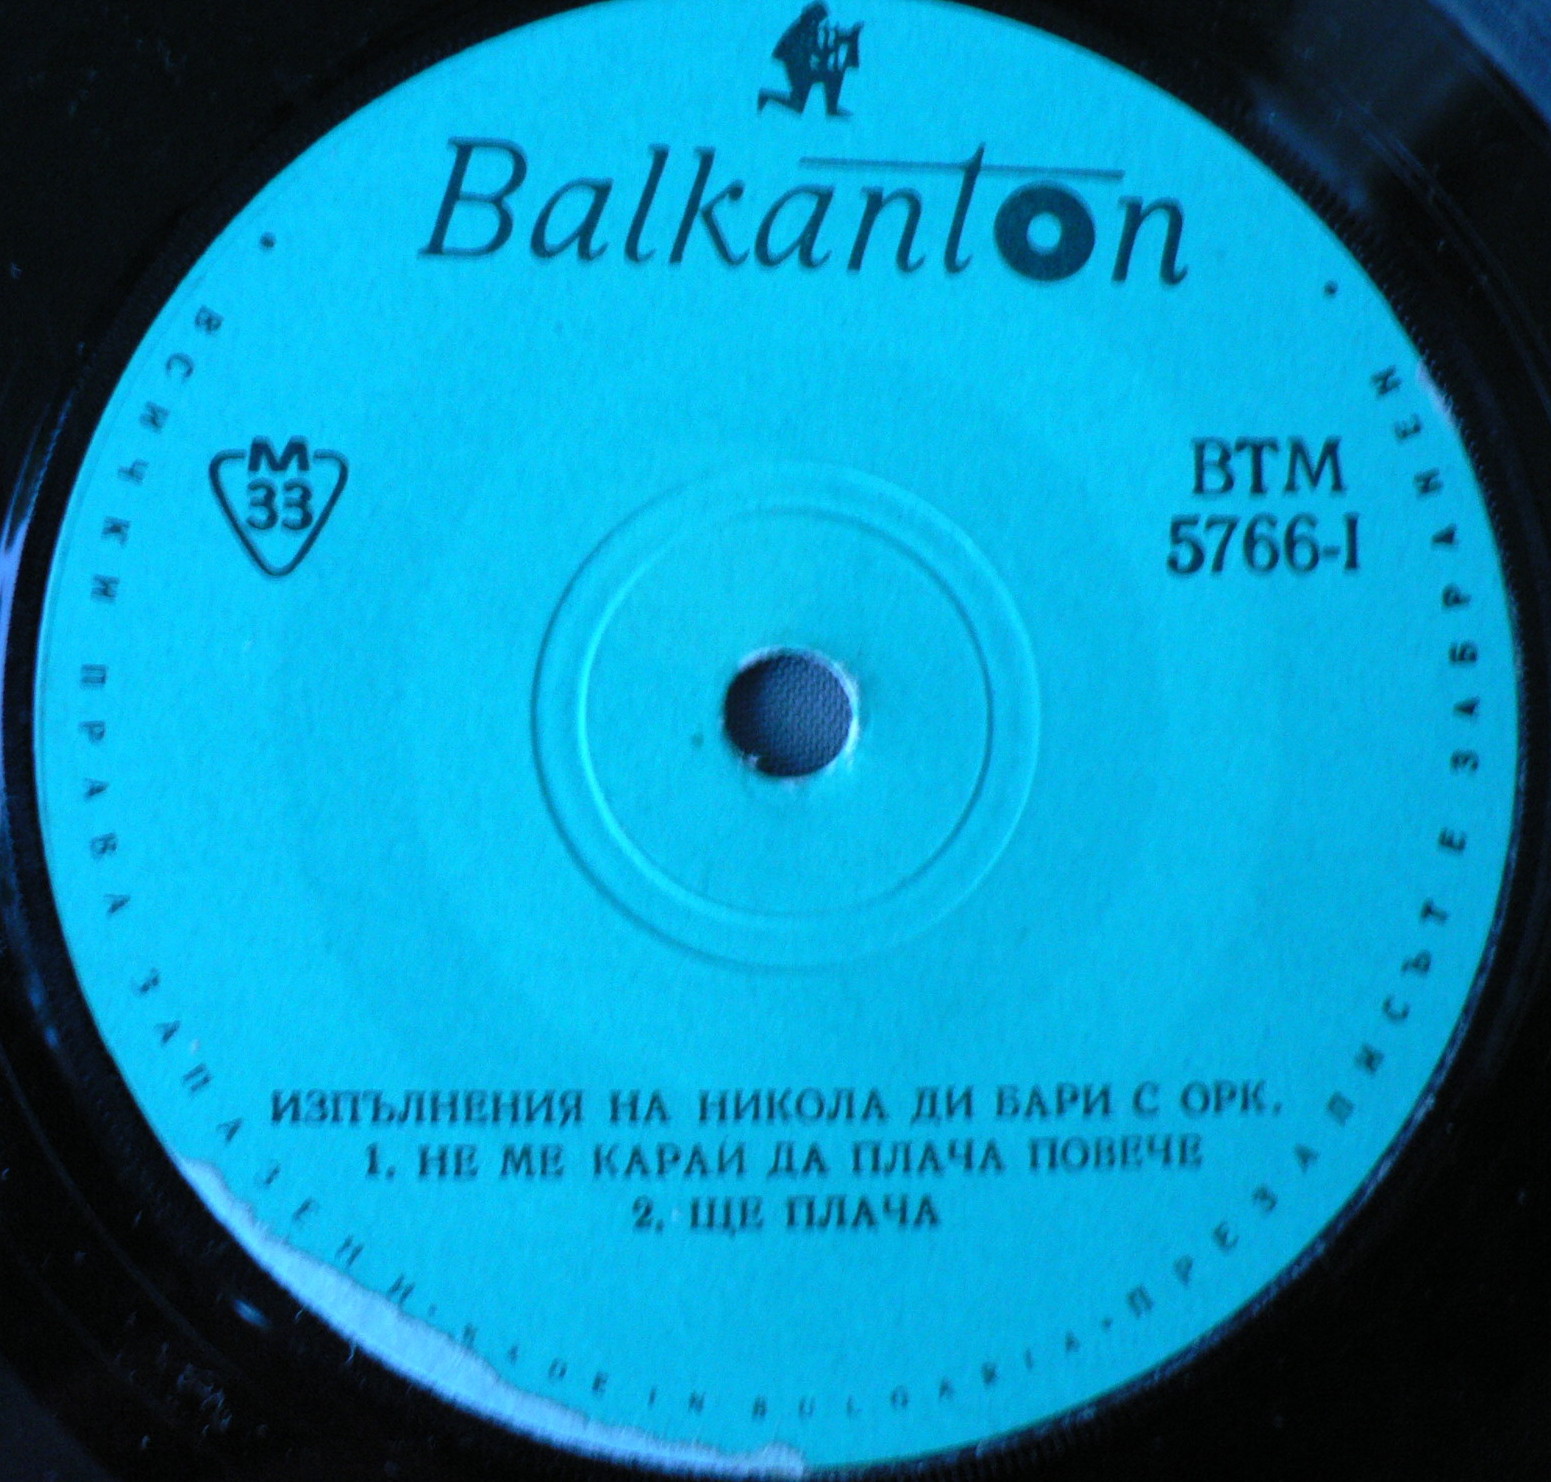 Balkanton
М
33
ВТМ
5766-I
ИЗПЪЛНЕНИЯ НА НИКОЛА ДИ БАРИ С ОРК.
1. НЕ МЕ КАРАЙ ДА ПЛАЧА ПОВЕЧЕ
2. ЩЕ ПЛАЧА
• ВСИЧКИ ПРАВА ЗАПАЗЕНИ • MADE IN BULGARIA • ПРЕЗАПИСЪТ Е ЗАБРАНЕН •